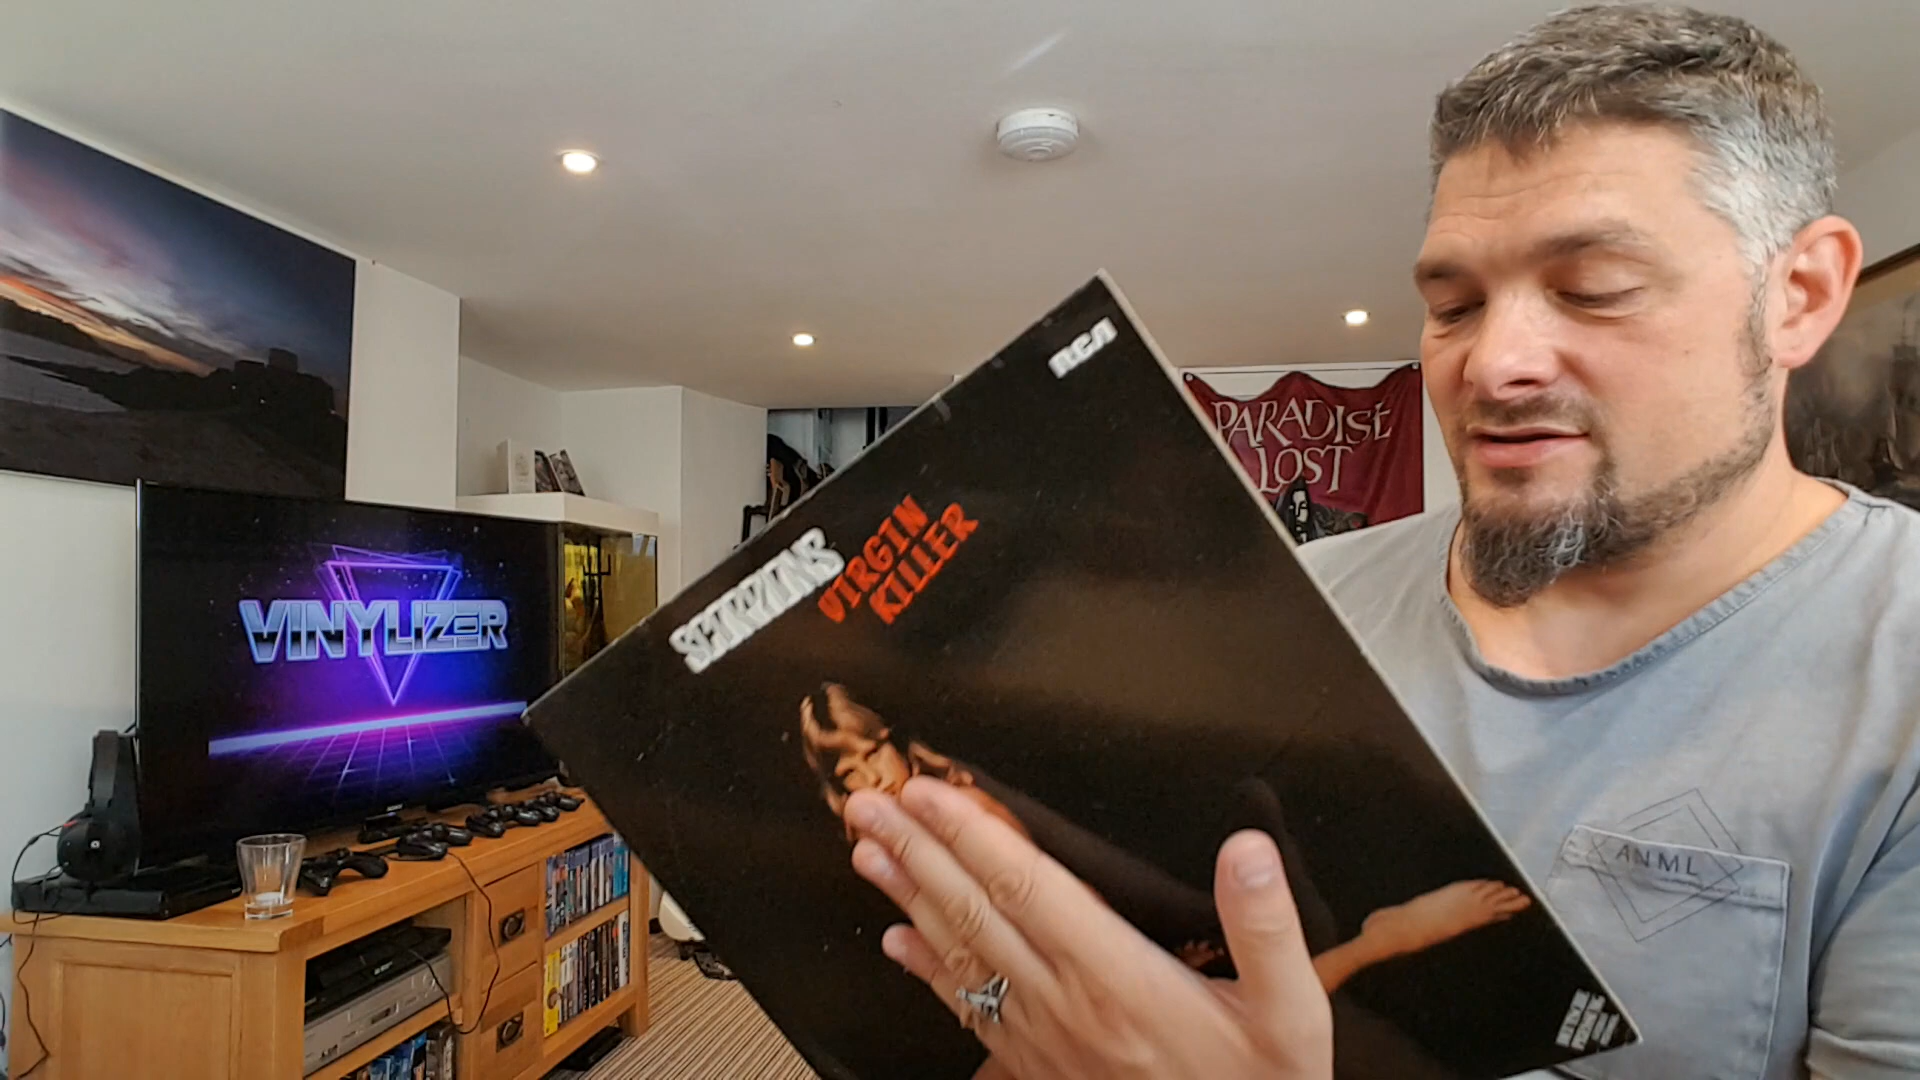 RCA
PARADISE
LOST
SCORPIONS
VIRGIN
KILLER
VINYLIZER
ANML